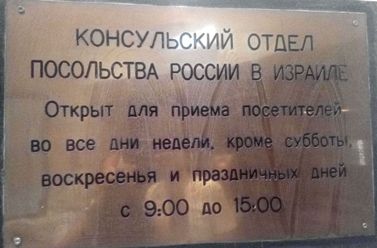 КОНСУЛЬСКИЙ ОТДЕЛ
ПОСОЛЬСТВА РОССИИ В ИЗРАИЛЕ
Открыт для приема посетителей
во все дни недели, кроме субботы,
воскресенья и праздничных дней
с 9:00 до 15:00